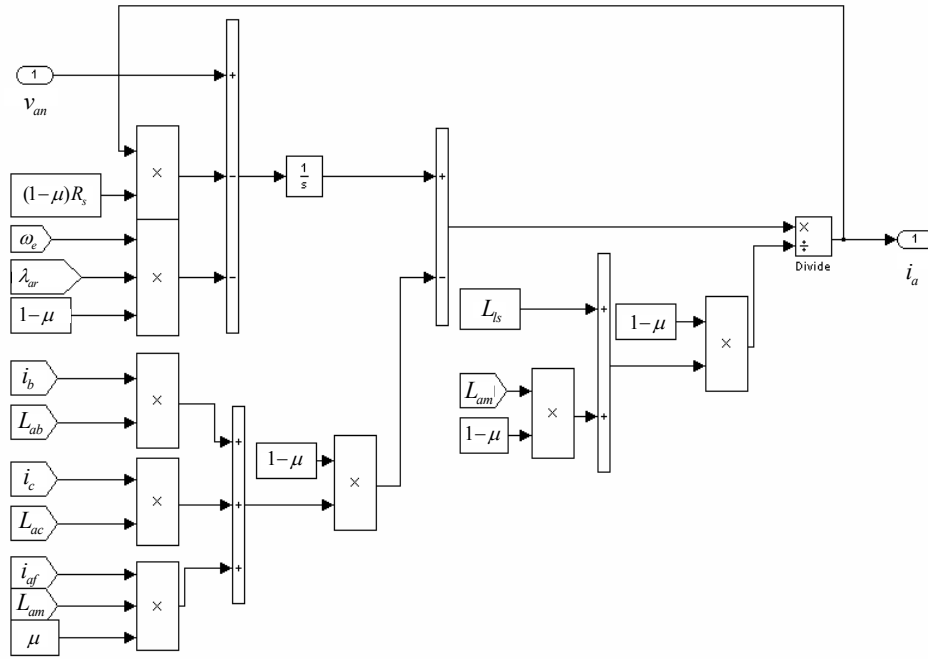 1
v_an
×
(1−μ)R_s
ω_e
λ_ar
1−μ
×
+
−
−
1/s
i_b
L_ab
×
i_c
L_ac
×
i_af
L_am
μ
×
+
+
+
1−μ
×
+
−
L_ls
L_am
1−μ
×
+
+
1−μ
×
×
÷
Divide
1
i_a